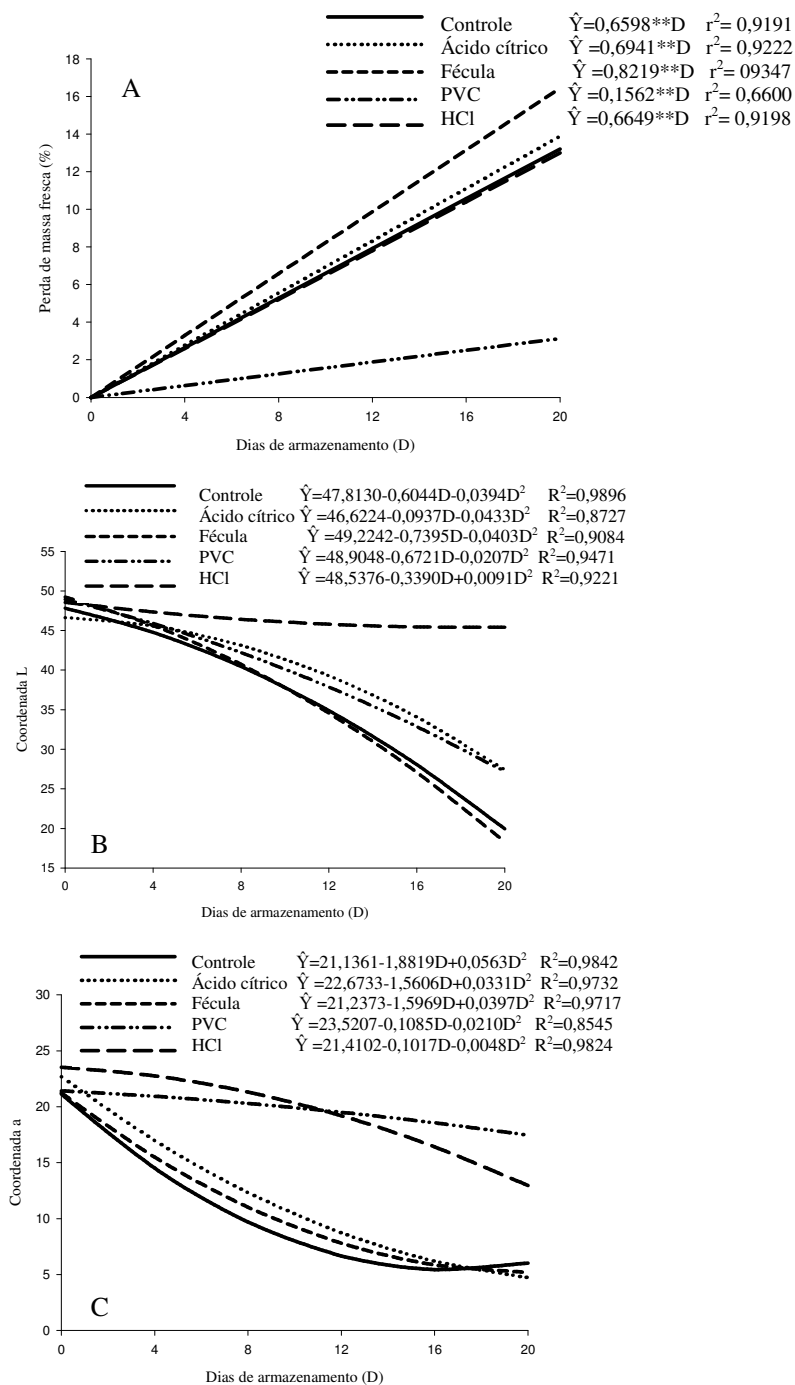 Controle Ŷ=0,6598**D r²= 0,9191
Ácido cítrico Ŷ =0,6941**D r²= 0,9222
Fécula Ŷ =0,8219**D r²= 09347
PVC Ŷ =0,1562**D r²= 0,6600
HCl Ŷ =0,6649**D r²= 0,9198
A
18
16
14
12
10
8
6
4
2
0
Perda de massa fresca (%)
0 4 8 12 16 20
Dias de armazenamento (D)
Controle Ŷ=47,8130-0,6044D-0,0394D² R²=0,9896
Ácido cítrico Ŷ =46,6224-0,0937D-0,0433D² R²=0,8727
Fécula Ŷ =49,2242-0,7395D-0,0403D² R²=0,9084
PVC Ŷ =48,9048-0,6721D-0,0207D² R²=0,9471
HCl Ŷ =48,5376-0,3390D+0,0091D² R²=0,9221
55
50
45
40
35
30
25
20
15
Coordenada L
B
0 4 8 12 16 20
Dias de armazenamento (D)
Controle Ŷ=21,1361-1,8819D+0,0563D² R²=0,9842
Ácido cítrico Ŷ =22,6733-1,5606D+0,0331D² R²=0,9732
Fécula Ŷ =21,2373-1,5969D+0,0397D² R²=0,9717
PVC Ŷ =23,5207-0,1085D-0,0210D² R²=0,8545
HCl Ŷ =21,4102-0,1017D-0,0048D² R²=0,9824
30
25
20
15
10
5
0
Coordenada a
C
0 4 8 12 16 20
Dias de armazenamento (D)